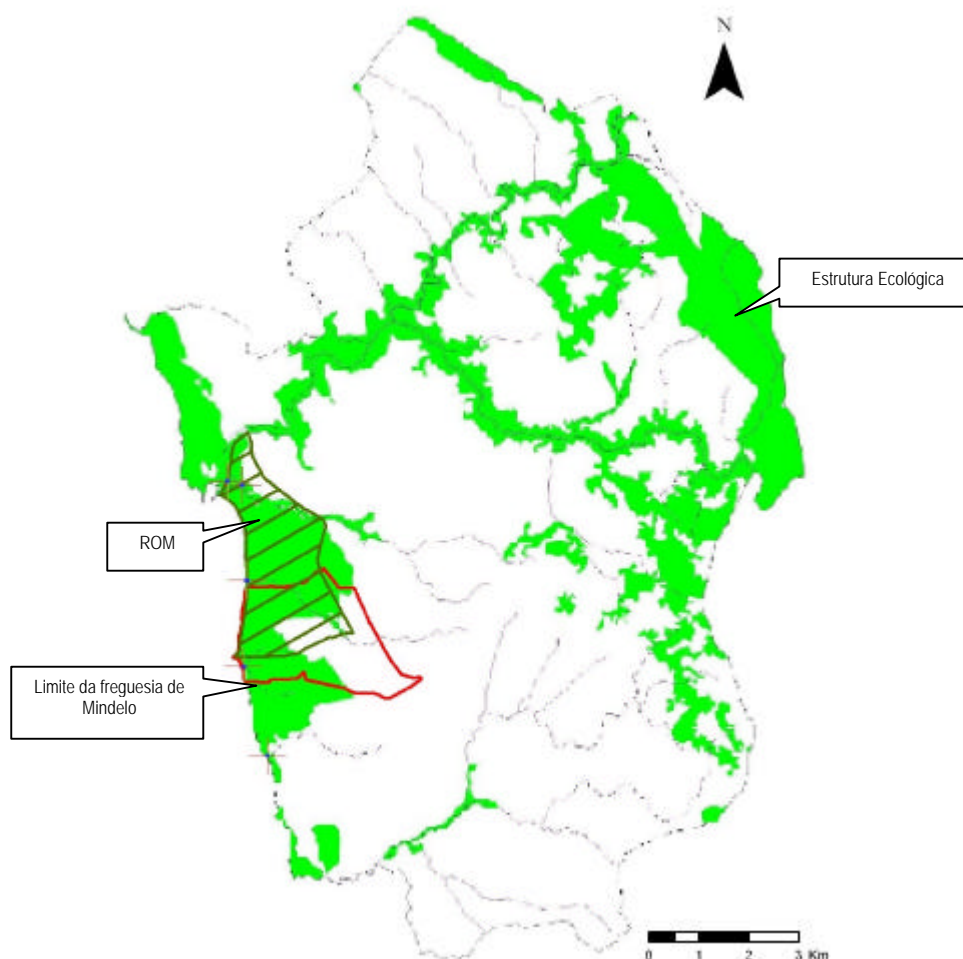 N
Estrutura Ecológica
ROM
Limite da freguesia de
Mindelo
0 1 2 3 Km